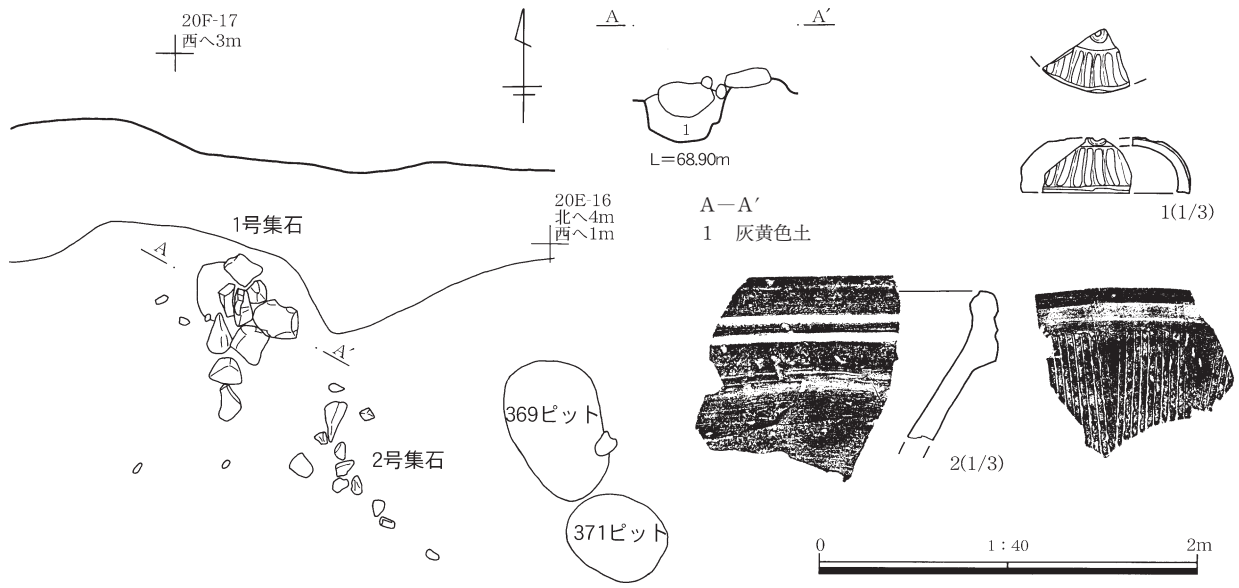 20F-17
西へ3m
A
A′
1
L=68.90m
1(1/3)
20E-16
北へ4m
西へ1m
A－A′
1　灰黄色土
1号集石
A
A′
369ピット
2号集石
371ピット
2(1/3)
0
1：40
2m